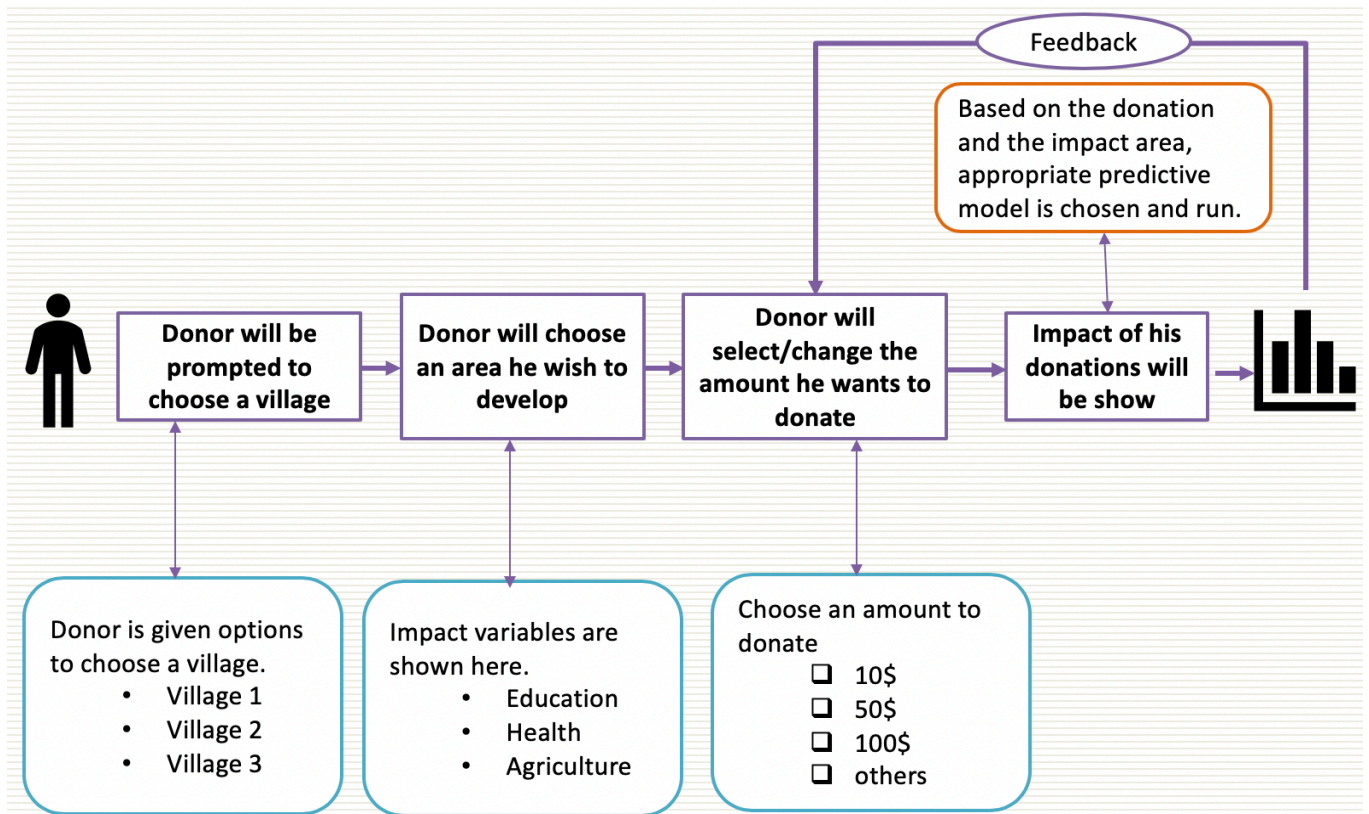 Feedback
Based on the donation
and the impact area,
appropriate predictive
model is chosen and run.
Donor will be
prompted to
choose a village
Donor will choose
an area he wish to
develop
Donor will
select/change the
amount he wants to
donate
Impact of his
donations will
be show
Donor is given options
to choose a village.
• Village 1
• Village 2
• Village 3
Impact variables are
shown here.
• Education
• Health
• Agriculture
Choose an amount to
donate
❑ 10$
❑ 50$
❑ 100$
❑ others